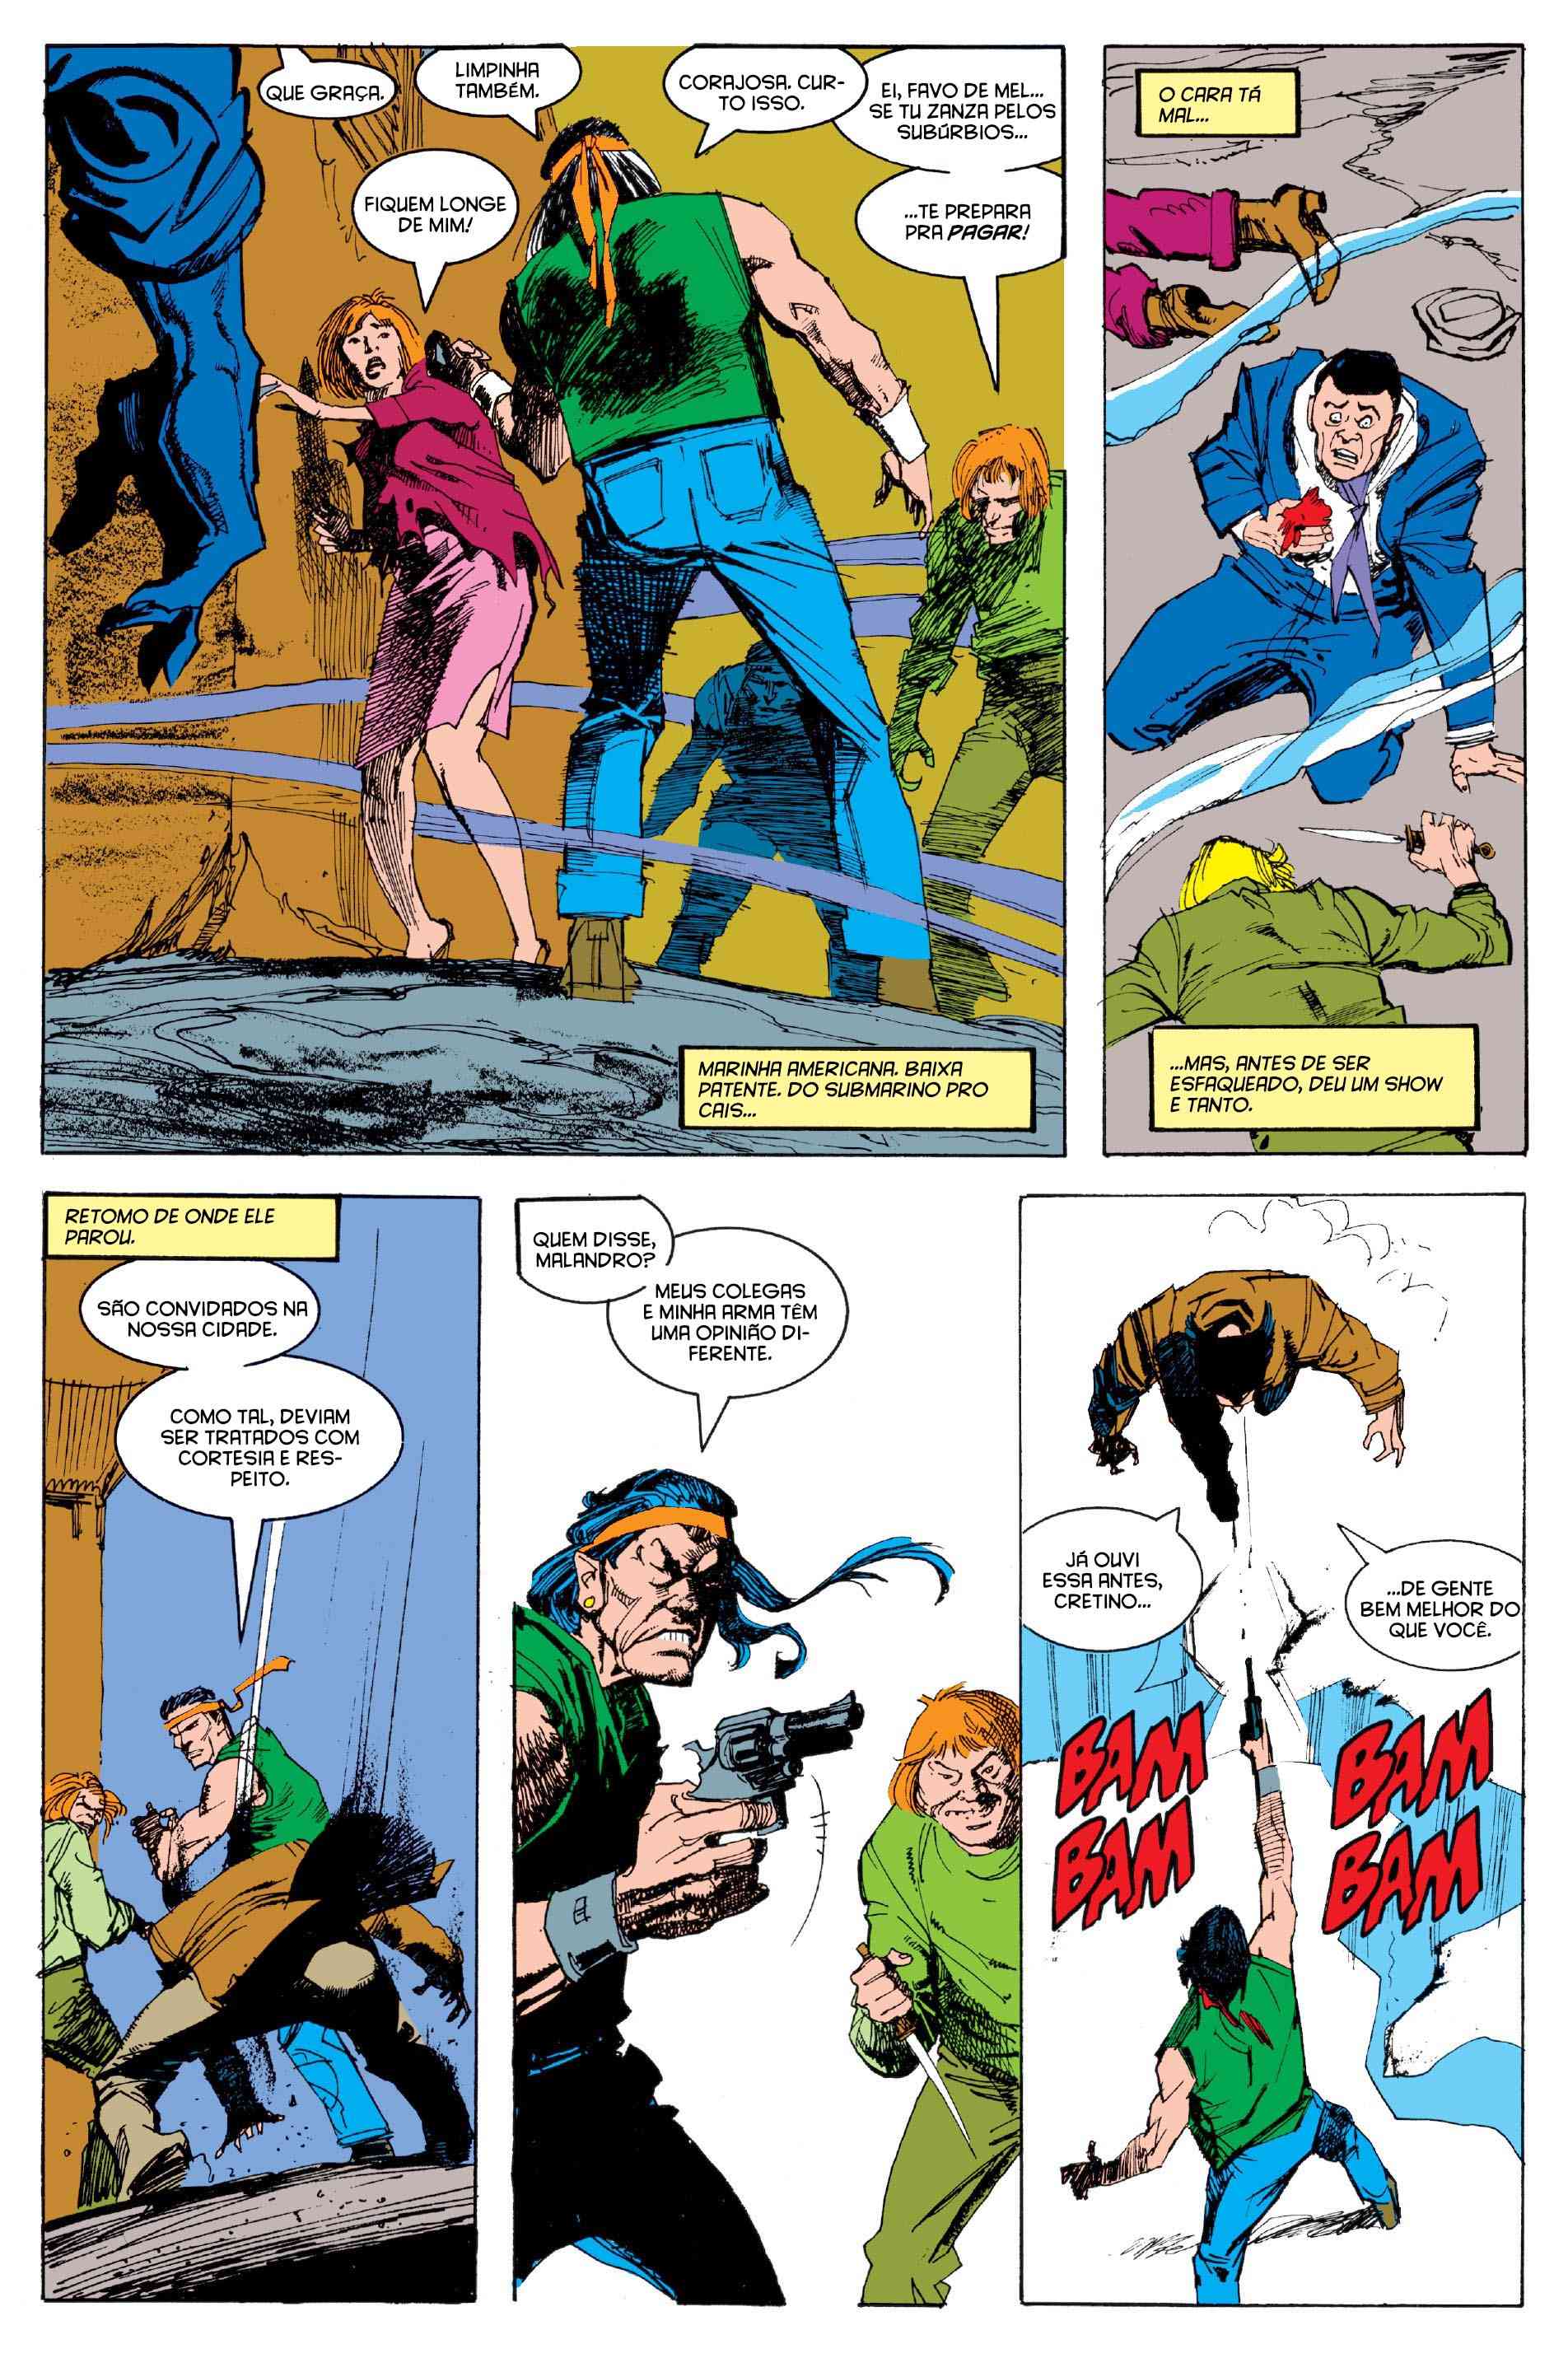 QUE GRAÇA.
LIMPINHA
TAMBÉM.
FIQUEM LONGE
DE MIM!
CORAJOSA. CUR-
TO ISSO.
EI, FAVO DE MEL...
SE TU ZANZA PELOS
SUBÚRBIOS...
...TE PREPARA
PRA PAGAR!
MARINHA AMERICANA. BAIXA
PATENTE. DO SUBMARINO PRO
CAIS...
O CARA TÁ
MAL...
...MAS, ANTES DE SER
ESFAQUEADO, DEU UM SHOW
E TANTO.
RETOMO DE ONDE ELE
PAROU.
SÃO CONVIDADOS NA
NOSSA CIDADE.
COMO TAL, DEVIAM
SER TRATADOS COM
CORTESIA E RES-
PEITO.
QUEM DISSE,
MALANDRO?
MEUS COLEGAS
E MINHA ARMA TÊM
UMA OPINIÃO DI-
FERENTE.
JÁ OUVI
ESSA ANTES,
CRETINO...
...DE GENTE
BEM MELHOR DO
QUE VOCÊ.
BAM
BAM
BAM
BAM